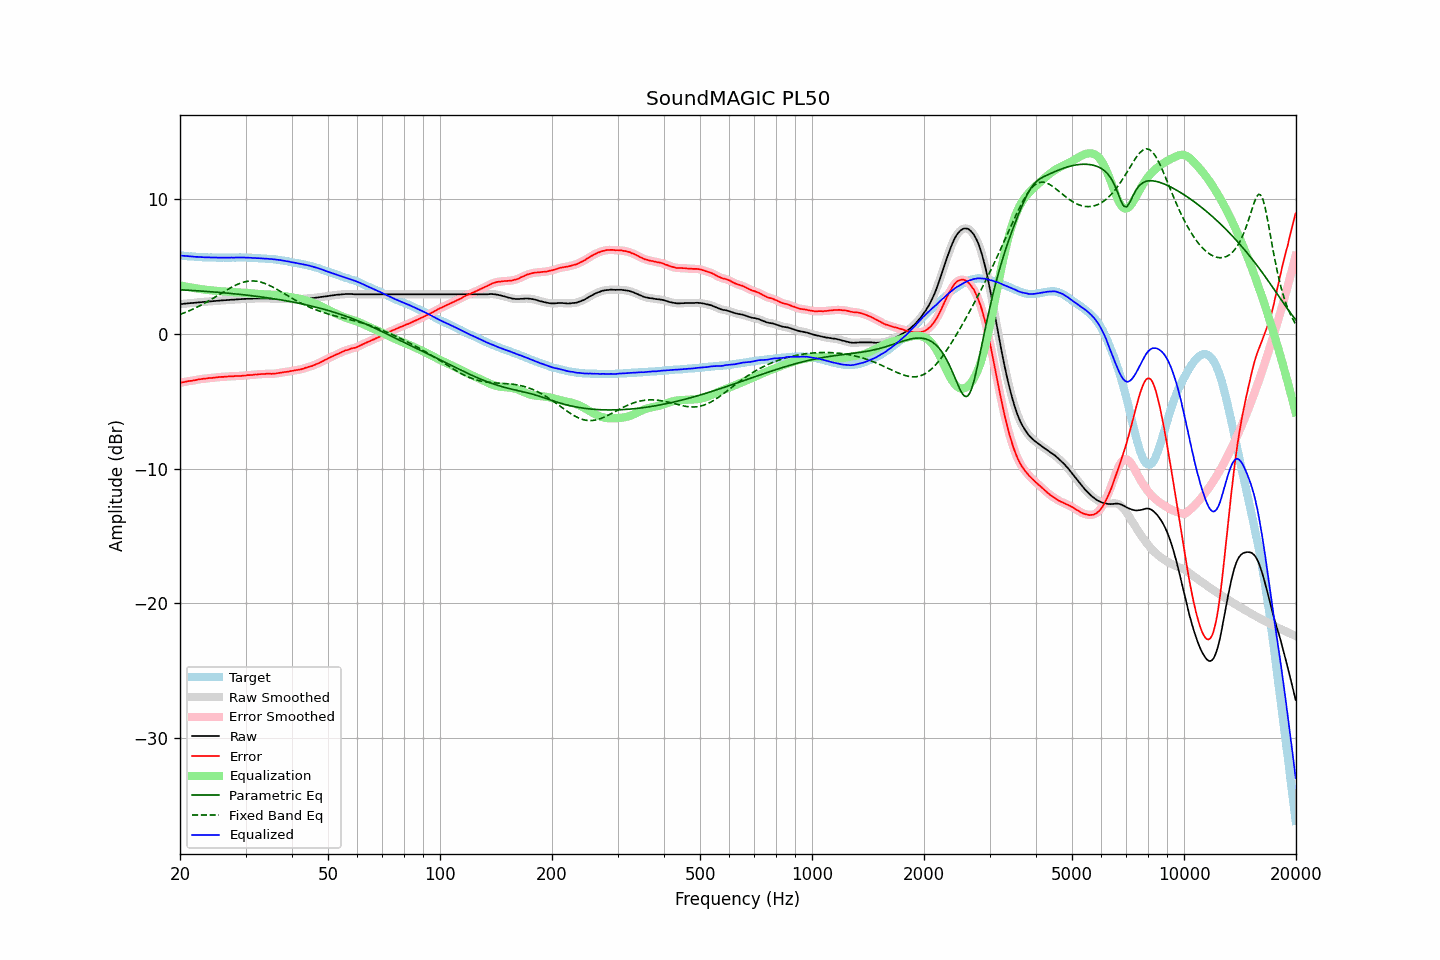 SoundMAGIC PL50
Amplitude (dBr)
10
0
−10
−20
−30
Target
Raw Smoothed
Error Smoothed
Raw
Error
Equalization
Parametric Eq
Fixed Band Eq
Equalized
20 50 100 200 500 1000 2000 5000 10000 20000
Frequency (Hz)